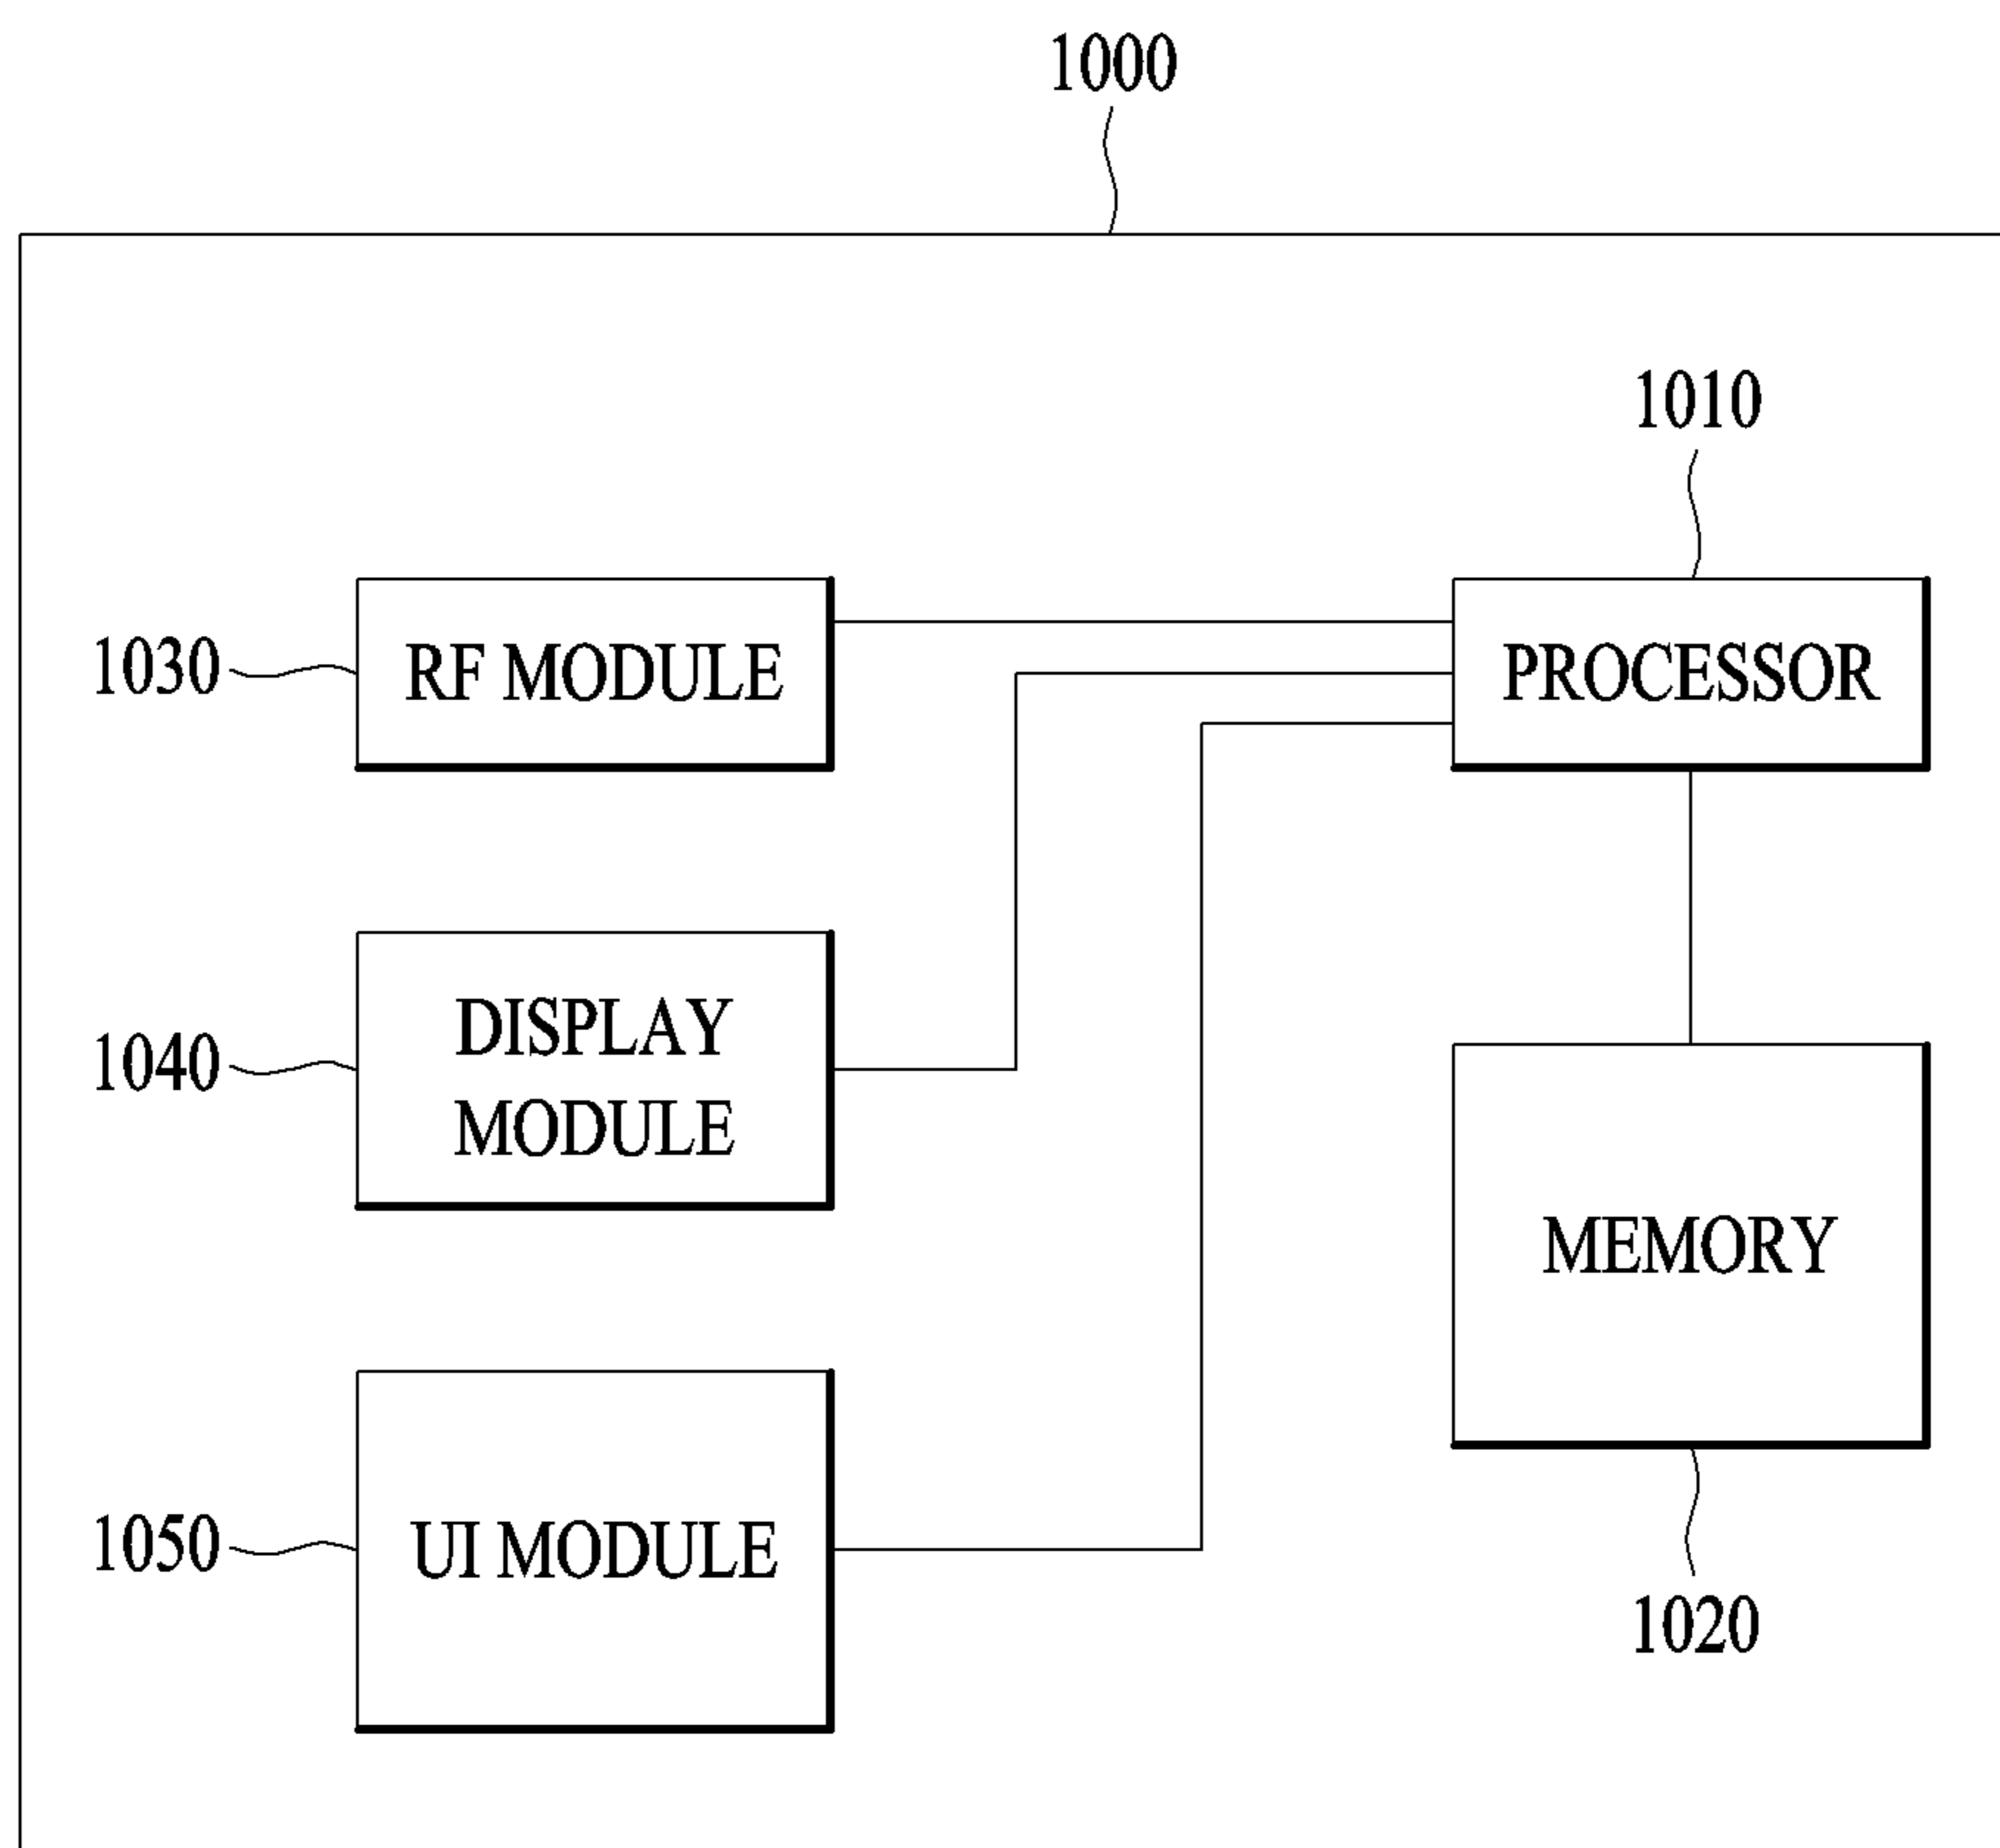 1000
1010
1030
RF MODULE
PROCESSOR
1040
DISPLAY
MODULE
MEMORY
1050
UI MODULE
1020